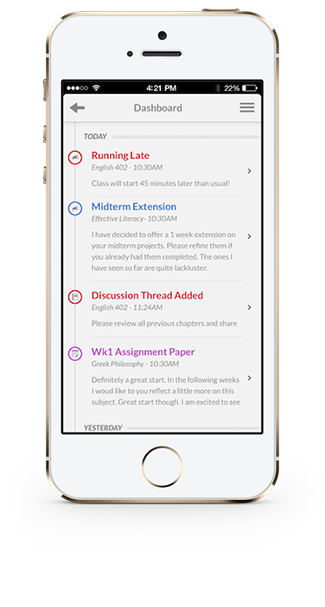 4:21 PM 22%
Dashboard
TODAY
Running Late
English 402 - 10:30AM
Class will start 45 minutes later than usual!
Midterm Extension
Effective Literacy- 10:30AM
I have decided to offer a 1 week extension on
your midterm projects. Please refine them if
you already had them completed. The ones I
have seen so far are quite lackluster.
Discussion Thread Added
English 402 - 11:24AM
Please review all previous chapters and share
Wk1 Assignment Paper
Greek Philosophy - 10:30AM
Definitely a great start. In the following weeks
I woud like to you reflect a little more on this
subject. Great start though. I am excited to see
YESTERDAY